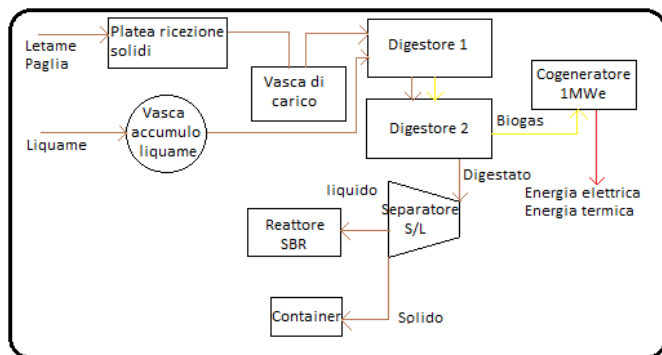 Letame
Paglia
Platea ricezione
solidi
Vasca di
carico
Digestore 1
Cogeneratore
1MWe
Vasca
accumulo
liquame
Liquame
Digestore 2
Biogas
Digestato
Energia elettrica
Energia termica
liquido
Separatore
S/L
Reattore
SBR
Container
Solido